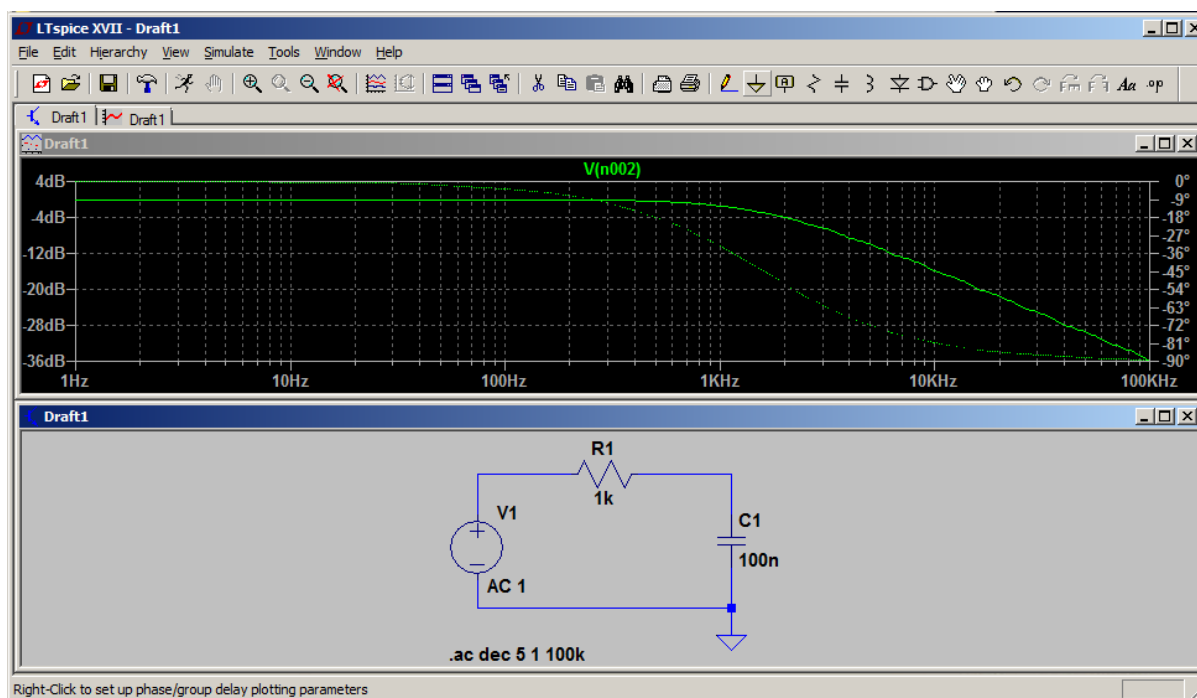 LTspice XVII - Draft1
File Edit Hierarchy View Simulate Tools Window Help
Aa .op
Draft1 Draft1
Draft1
V(n002)
4dB
-4dB
-12dB
-20dB
-28dB
-36dB
0°
-9°
-18°
-27°
-36°
-45°
-54°
-63°
-72°
-81°
-90°
1Hz 10Hz 100Hz 1KHz 10KHz 100KHz
Draft1
R1
1k
V1
C1
100n
AC 1
.ac dec 5 1 100k
Right-Click to set up phase/group delay plotting parameters